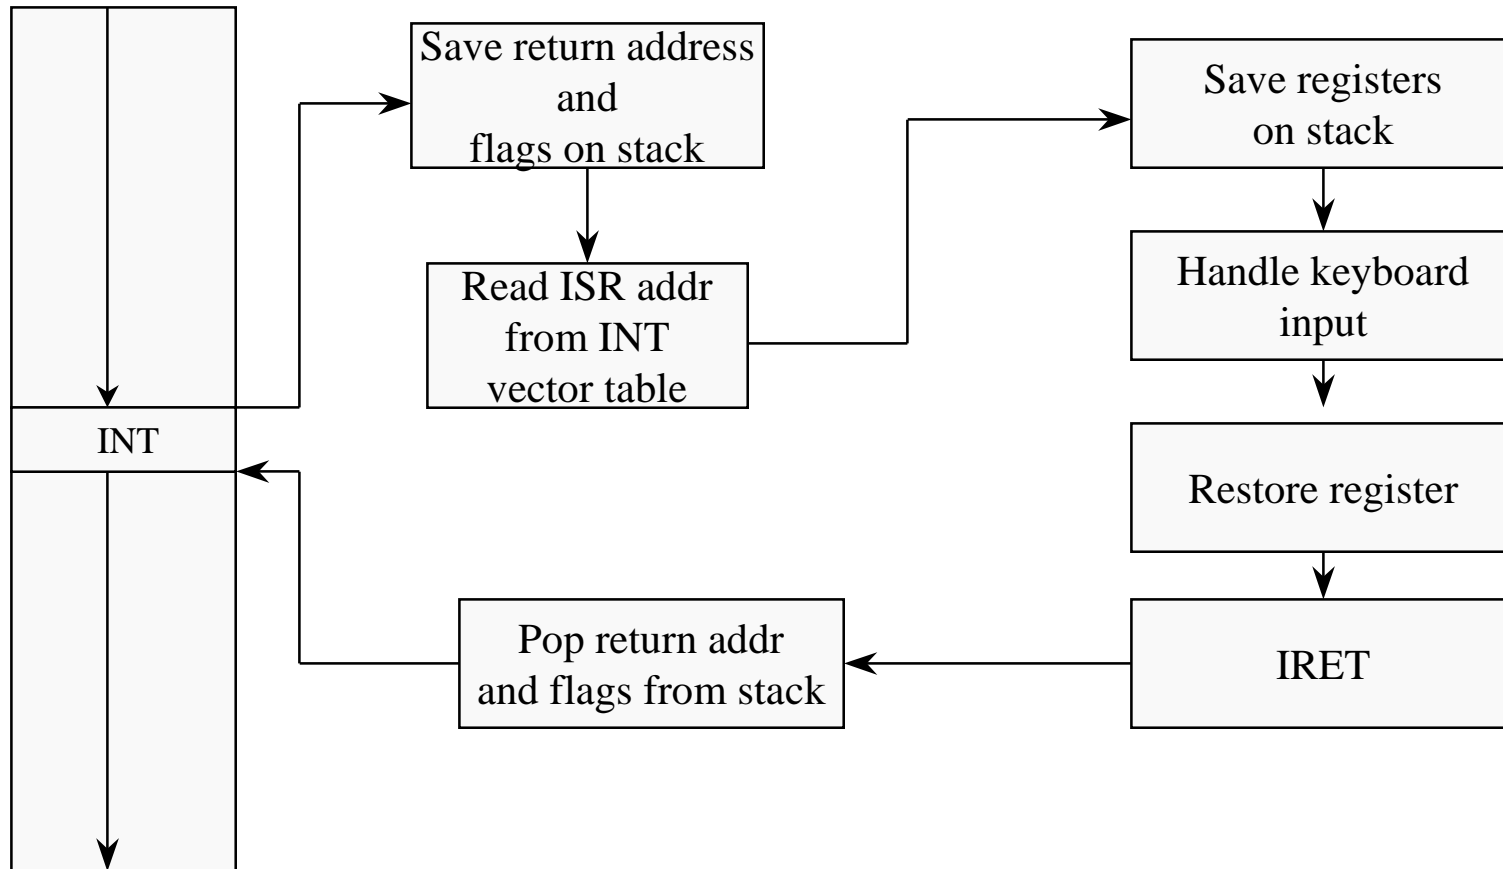 Save return address
and
flags on stack
Save registers
on stack
Read ISR addr
from INT
vector table
Handle keyboard
input
INT
Restore register
Pop return addr
and flags from stack
IRET